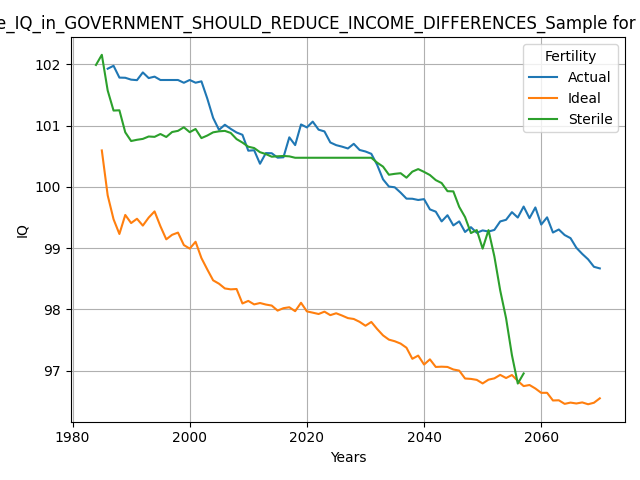 e_IQ_in_GOVERNMENT_SHOULD_REDUCE_INCOME_DIFFERENCES_Sample for
Fertility
Actual
Ideal
Sterile
102
101
100
99
98
97
IQ
1980
2000
2020
2040
2060
Years